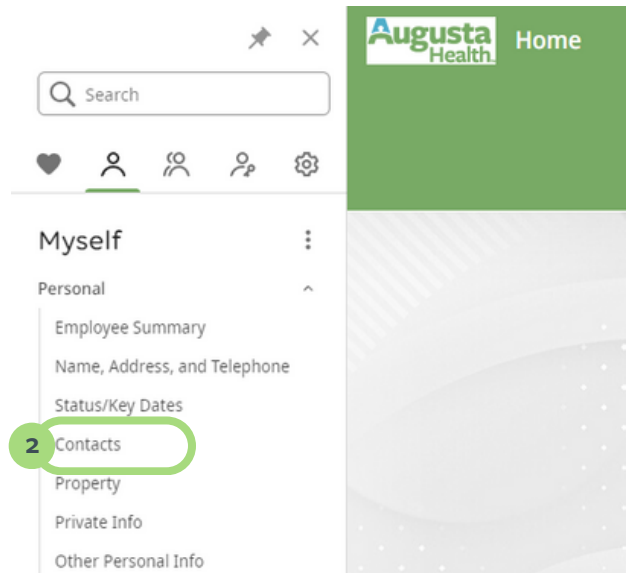 Augusta
Health
Home
Search
Myself
Personal
Employee Summary
Name, Address, and Telephone
Status/Key Dates
2 Contacts
Property
Private Info
Other Personal Info